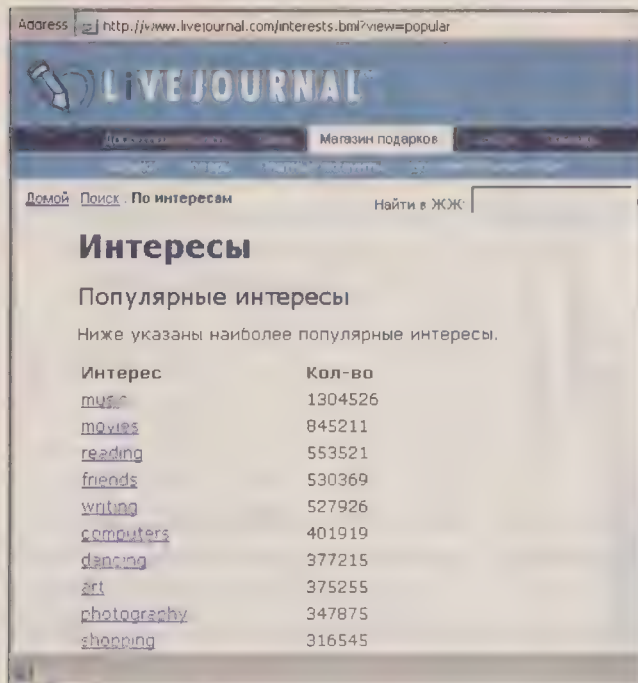 Address http://www.livejournal.com/interests.bml?view=popular
LIVEJOURNAL
Магазин подарков
Домой Поиск : По интересам
Найти в ЖЖ:
Интересы
Популярные интересы
Ниже указаны наиболее популярные интересы.
Интерес Кол-во
music 1304526
movies 845211
reading 553521
friends 530369
writing 527926
computers 401919
dancing 377215
art 375255
photography 347875
shopping 316545